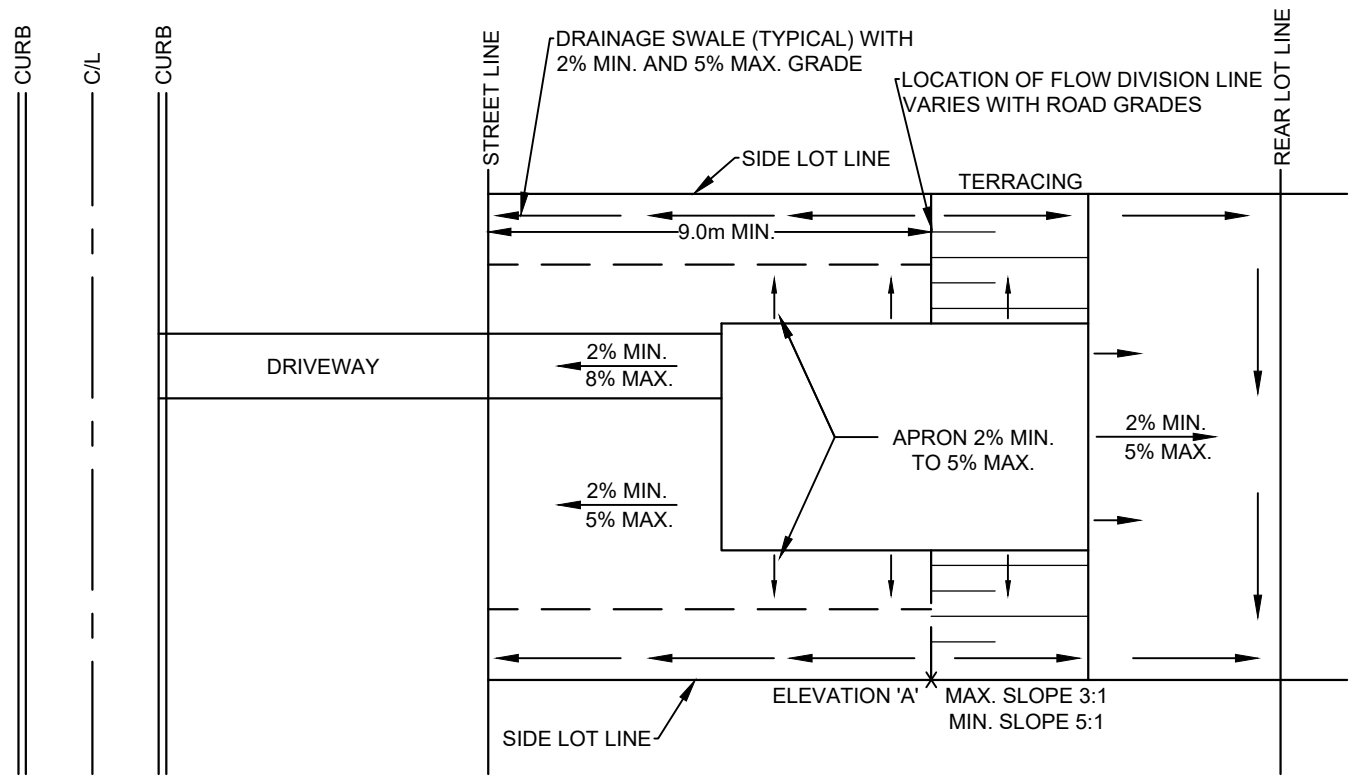 CURB
C/L
CURB
STREET LINE
DRAINAGE SWALE (TYPICAL) WITH
2% MIN. AND 5% MAX. GRADE
LOCATION OF FLOW DIVISION LINE
VARIES WITH ROAD GRADES
REAR LOT LINE
SIDE LOT LINE
TERRACING
9.0m MIN.
DRIVEWAY
2% MIN.
8% MAX.
APRON 2% MIN.
TO 5% MAX.
2% MIN.
5% MAX.
2% MIN.
5% MAX.
ELEVATION 'A'
MAX. SLOPE 3:1
MIN. SLOPE 5:1
SIDE LOT LINE